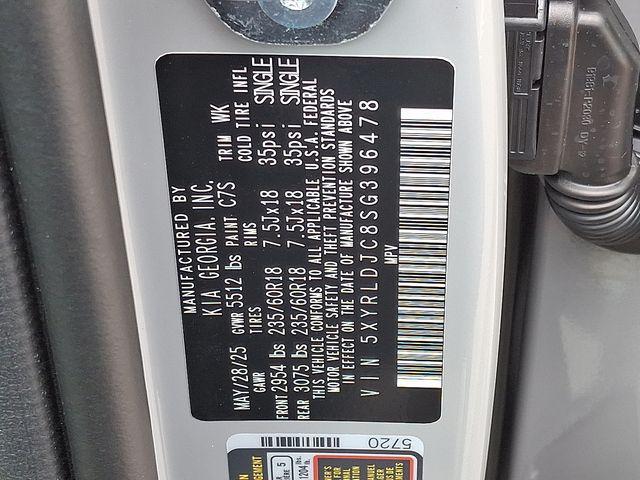 MANUFACTURED BY
KIA GEORGIA, INC.
MAY/28/25 GVWR 5512 lbs PAINT C7S TRIM WK
GAWR TIRES RIMS COLD TIRE INFL
FRONT 2954 lbs 235/60R18 7.5Jx18 35psi SINGLE
REAR 3075 lbs 235/60R18 7.5Jx18 35psi SINGLE
THIS VEHICLE CONFORMS TO ALL APPLICABLE U.S.A. FEDERAL
MOTOR VEHICLE SAFETY AND THEFT PREVENTION STANDARDS
IN EFFECT ON THE DATE OF MANUFACTURE SHOWN ABOVE
VIN 5XYRLDJC8SG396478
MPV
5720
5
1204 lbs.